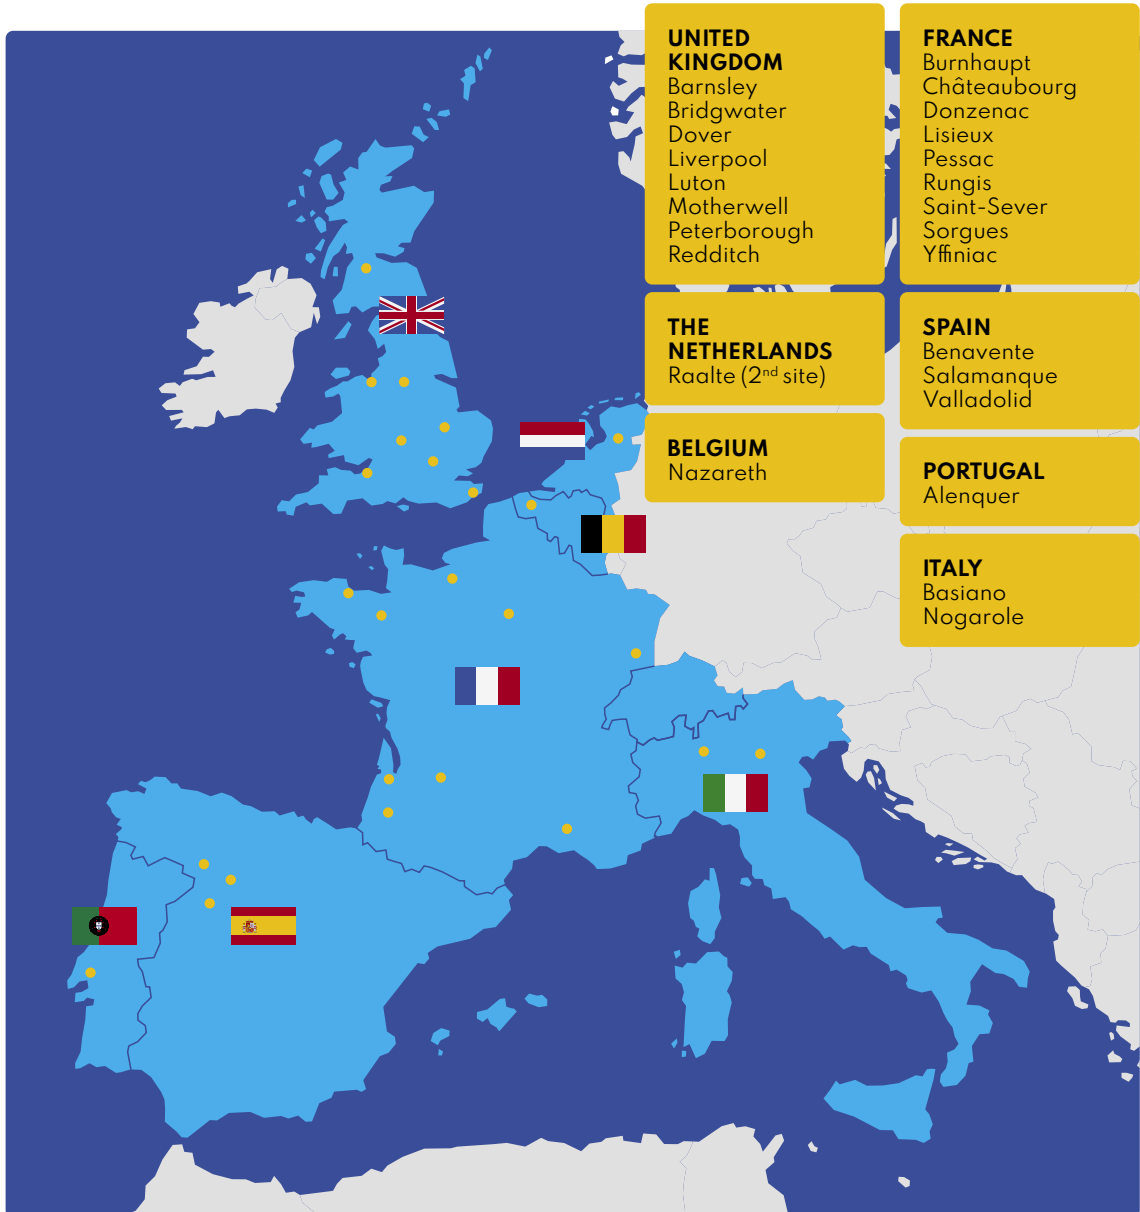 UNITED
KINGDOM
Barnsley
Bridgwater
Dover
Liverpool
Luton
Motherwell
Peterborough
Redditch
THE
NETHERLANDS
Raalte (2nd site)
BELGIUM
Nazareth
FRANCE
Burnhaupt
Châteaubourg
Donzenac
Lisieux
Pessac
Rungis
Saint-Sever
Sorgues
Yffiniac
SPAIN
Benavente
Salamanque
Valladolid
PORTUGAL
Alenquer
ITALY
Basiano
Nogarole